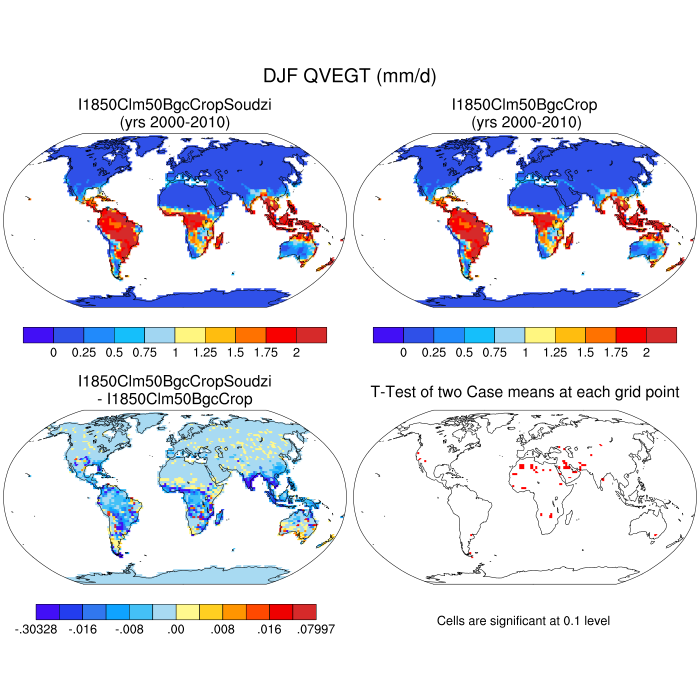 DJF QVEGT (mm/d)
I1850Clm50BgcCropSoudzi
(yrs 2000-2010)
I1850Clm50BgcCrop
(yrs 2000-2010)
0 0.25 0.5 0.75 1 1.25 1.5 1.75 2
0 0.25 0.5 0.75 1 1.25 1.5 1.75 2
I1850Clm50BgcCropSoudzi
- I1850Clm50BgcCrop
T-Test of two Case means at each grid point
-.30328 -.016 -.008 .00 .008 .016 .07997
Cells are significant at 0.1 level